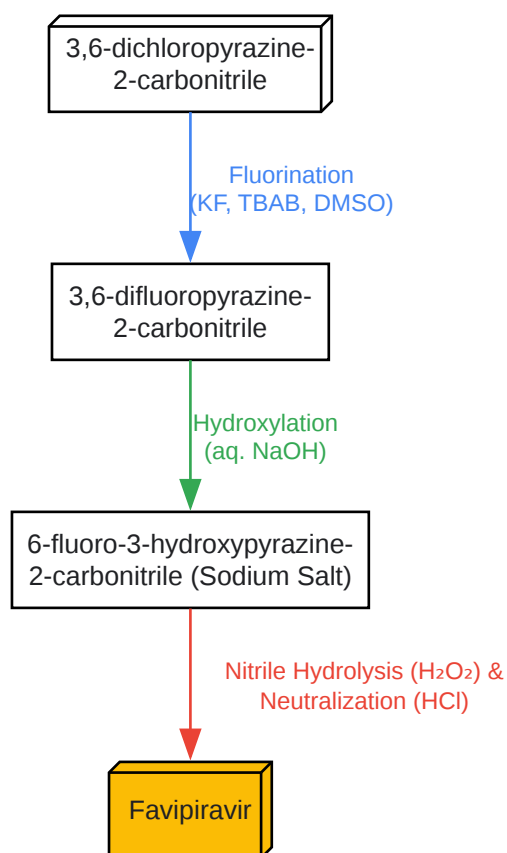 3,6-dichloropyrazine-
2-carbonitrile
Fluorination
(KF, TBAB, DMSO)
3,6-difluoropyrazine-
2-carbonitrile
Hydroxylation
(aq. NaOH)
6-fluoro-3-hydroxypyrazine-
2-carbonitrile (Sodium Salt)
Nitrile Hydrolysis (H₂O₂) &
Neutralization (HCl)
Favipiravir